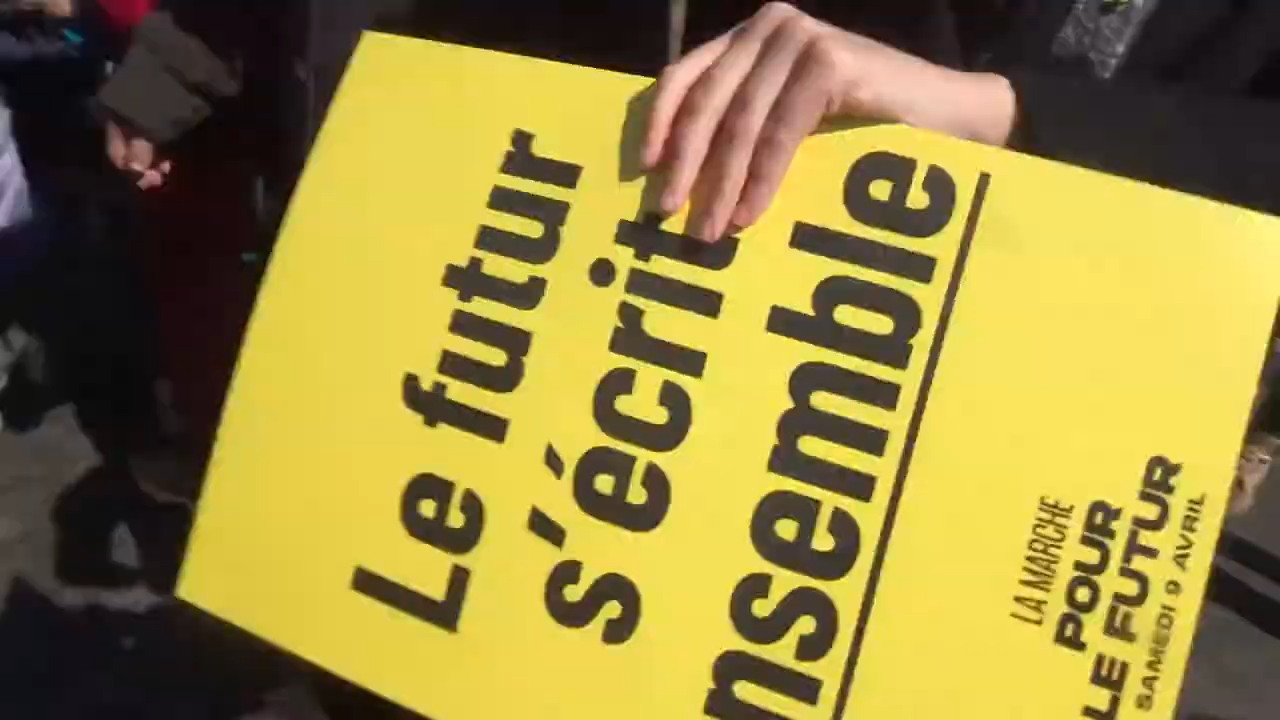 Le futur
s'écrit
nsemble
LA MARCHE
POUR
LE FUTUR
SAMEDI 9 AVRIL